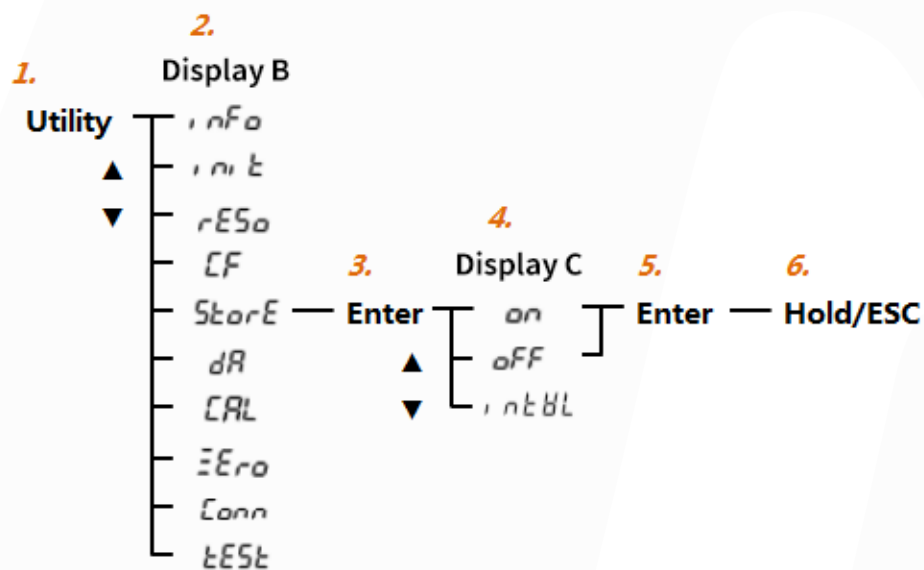 2.
Display B
1.
Utility
inFo
init
rESo
CF
StorE
dA
CAL
ZEro
Conn
tESt
3.
Enter
4.
Display C
on
oFF
intVL
5.
Enter
6.
Hold/ESC